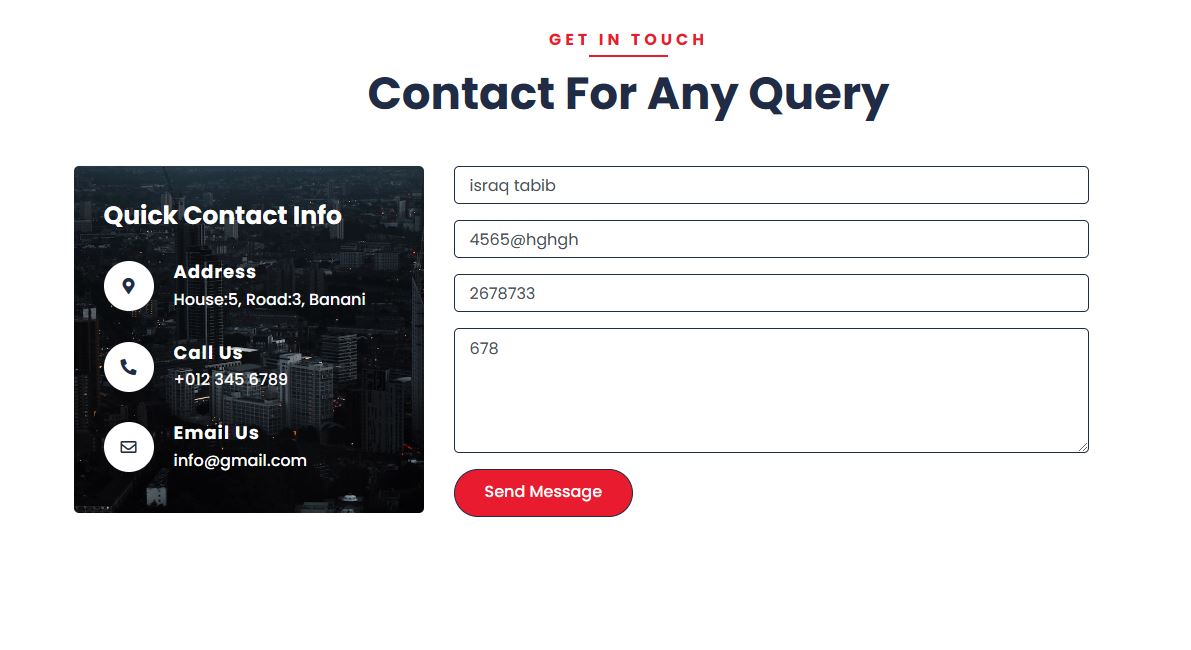 GET IN TOUCH
Contact For Any Query
Quick Contact Info
Address
House:5, Road:3, Banani
Call Us
+012 345 6789
Email Us
info@gmail.com
israq tabib
4565@hghgh
2678733
678
Send Message